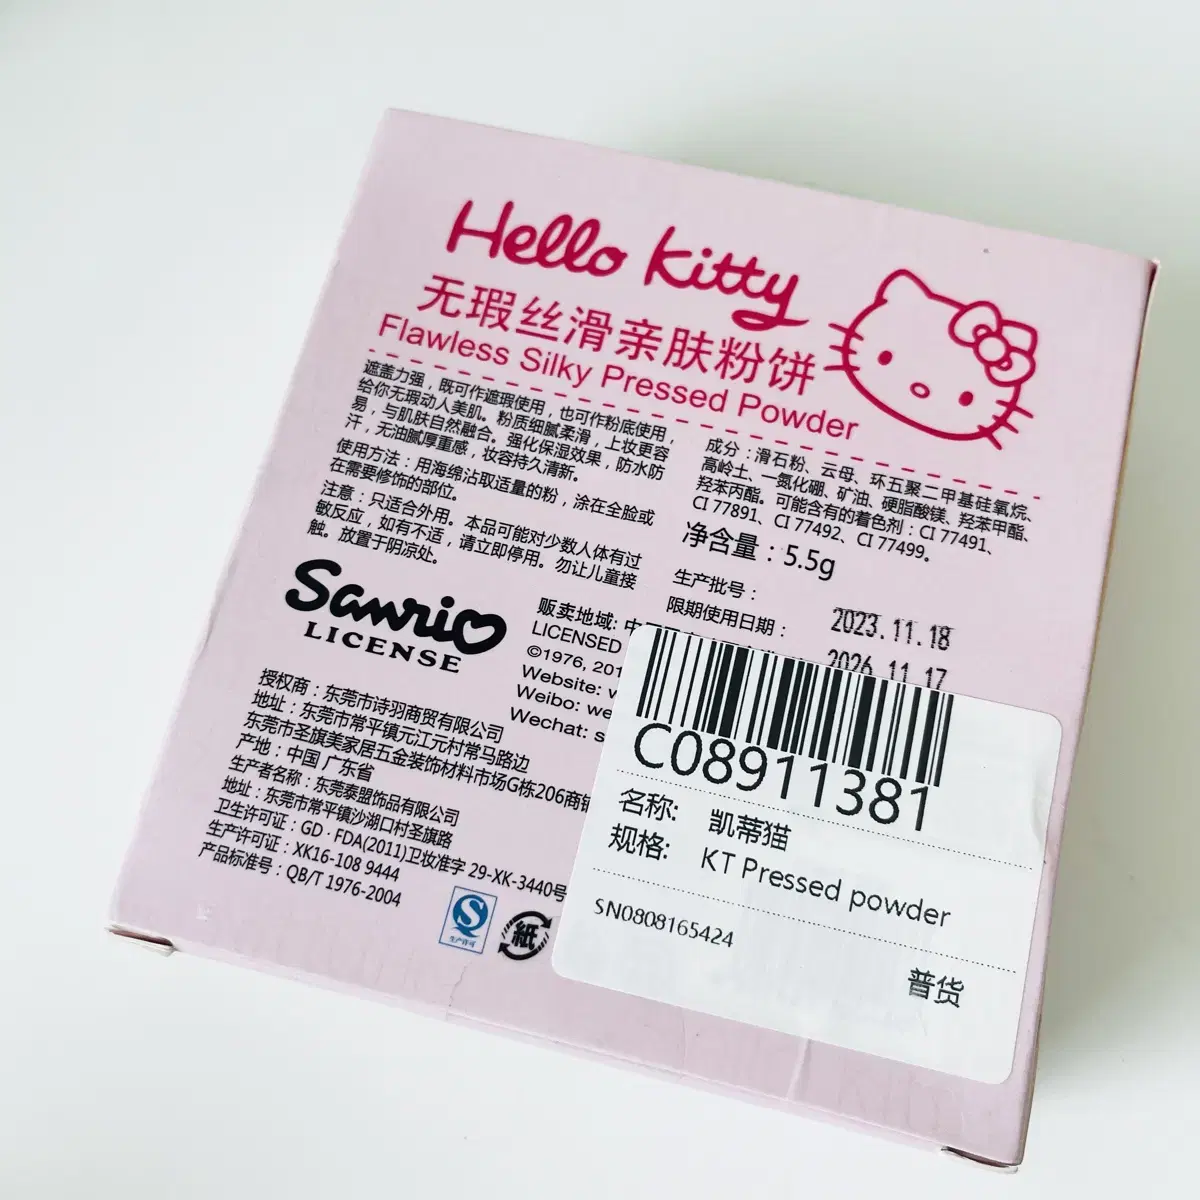 Hello Kitty
无瑕丝滑亲肤粉饼
Flawless Silky Pressed Powder
遮盖力强，既可作遮瑕使用，也可作粉底使用，
给你无瑕动人美肌。粉质细腻柔滑，上妆更容
易，与肌肤自然融合。强化保湿效果，防水防
汗，无油腻厚重感，妆容持久清新。
使用方法：用海绵沾取适量的粉，涂在全脸或
在需要修饰的部位。
注意：只适合外用。本品可能对少数人体有过
敏反应，如有不适，请立即停用。勿让儿童接
触。放置于阴凉处。
成分：滑石粉、云母、环五聚二甲基硅氧烷、
高岭土、一氮化硼、矿油、硬脂酸镁、羟苯甲酯、
羟苯丙酯。可能含有的着色剂：CI 77491、
CI 77891、CI 77492、CI 77499。
净含量：5.5g
生产批号：
限期使用日期：
2023.11.18
2026.11.17
Sanrio
LICENSE
贩卖地域:
LICENSED
©1976, 201
Website: w
Weibo: we
Wechat: s
授权商：东莞市诗羽商贸有限公司
地址：东莞市常平镇元江元村常马路边
东莞市圣旗美家居五金装饰材料市场G栋206商铺
产地：中国 广东省
生产者名称：东莞泰盟饰品有限公司
地址：东莞市常平镇沙湖口村圣旗路
卫生许可证：GD·FDA(2011)卫妆准字 29-XK-3440号
生产许可证：XK16-108 9444
产品标准号：QB/T 1976-2004
生产许可
紙
C08911381
名称: 凯蒂猫
规格: KT Pressed powder
SN0808165424
普货